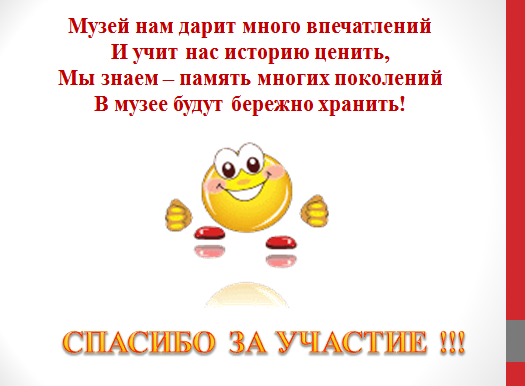 Музей нам дарит много впечатлений
И учит нас историю ценить,
Мы знаем – память многих поколений
В музее будут бережно хранить!
СПАСИБО ЗА УЧАСТИЕ !!!